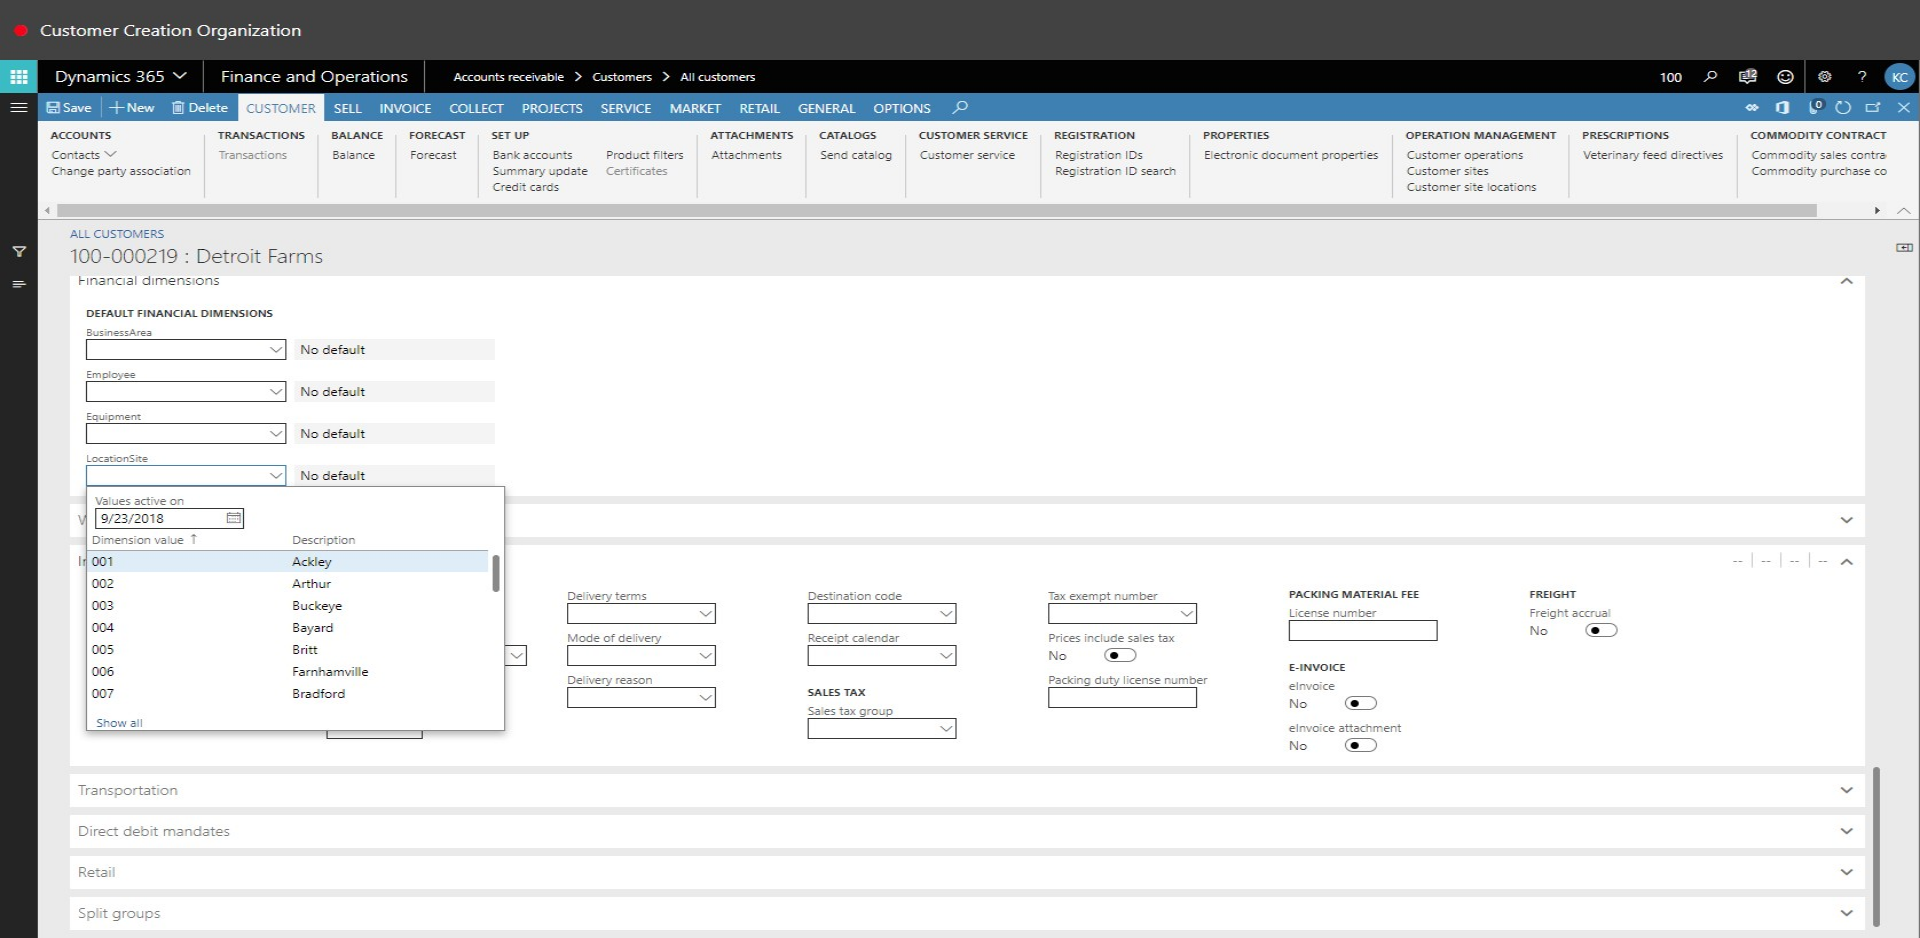 Customer Creation Organization
Dynamics 365
Finance and Operations
Accounts receivable > Customers > All customers
100
?
KC
Save
New
Delete
CUSTOMER
SELL
INVOICE
COLLECT
PROJECTS
SERVICE
MARKET
RETAIL
GENERAL
OPTIONS
0
ACCOUNTS
Contacts
Change party association
TRANSACTIONS
Transactions
BALANCE
Balance
FORECAST
Forecast
SET UP
Bank accounts
Summary update
Credit cards
Product filters
Certificates
ATTACHMENTS
Attachments
CATALOGS
Send catalog
CUSTOMER SERVICE
Customer service
REGISTRATION
Registration IDs
Registration ID search
PROPERTIES
Electronic document properties
OPERATION MANAGEMENT
Customer operations
Customer sites
Customer site locations
PRESCRIPTIONS
Veterinary feed directives
COMMODITY CONTRACT
Commodity sales contra
Commodity purchase co
ALL CUSTOMERS
100-000219 : Detroit Farms
Financial dimensions
DEFAULT FINANCIAL DIMENSIONS
BusinessArea
No default
Employee
No default
Equipment
No default
LocationSite
No default
Values active on
9/23/2018
Dimension value ↑ Description
001 Ackley
002 Arthur
003 Buckeye
004 Bayard
005 Britt
006 Farnhamville
007 Bradford
Show all
-- -- -- --
Delivery terms
Mode of delivery
Delivery reason
Destination code
Receipt calendar
SALES TAX
Sales tax group
Tax exempt number
Prices include sales tax
No
Packing duty license number
PACKING MATERIAL FEE
License number
E-INVOICE
eInvoice
No
eInvoice attachment
No
FREIGHT
Freight accrual
No
Transportation
Direct debit mandates
Retail
Split groups